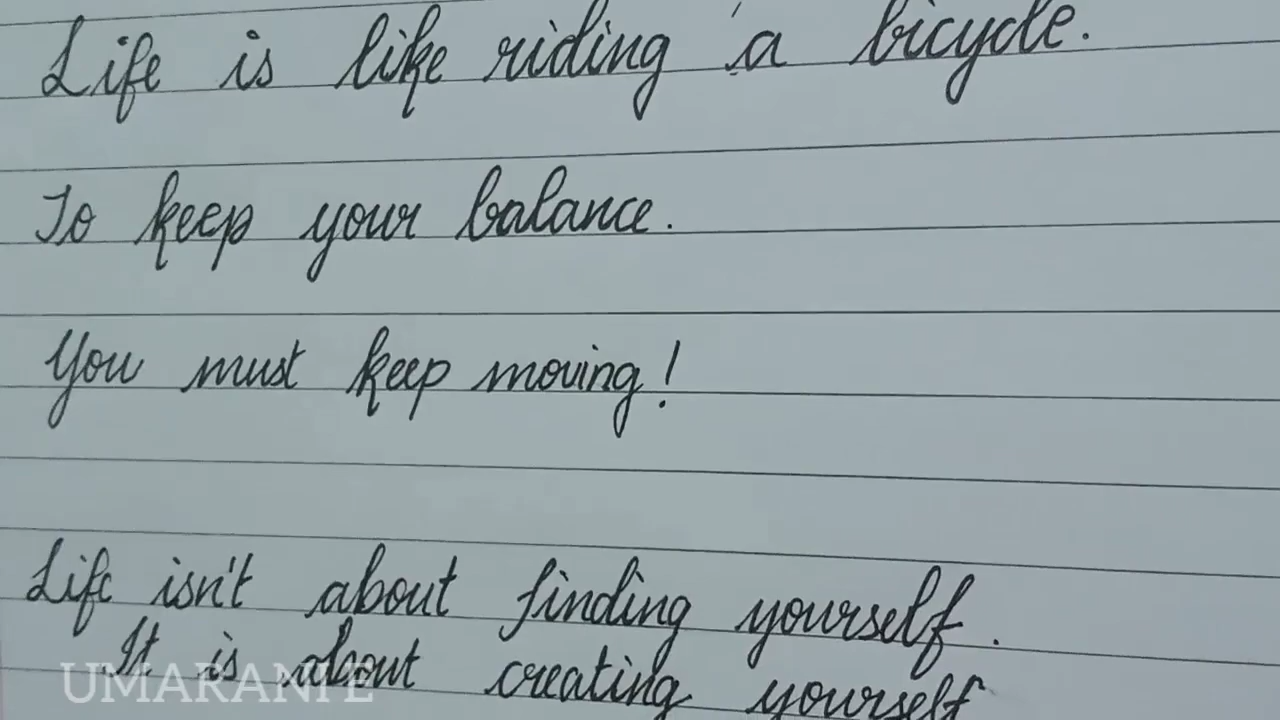 Life is like riding a bicycle.
To keep your balance.
You must keep moving!
Life isn't about finding yourself.
It is about creating yourself
UMARANI E